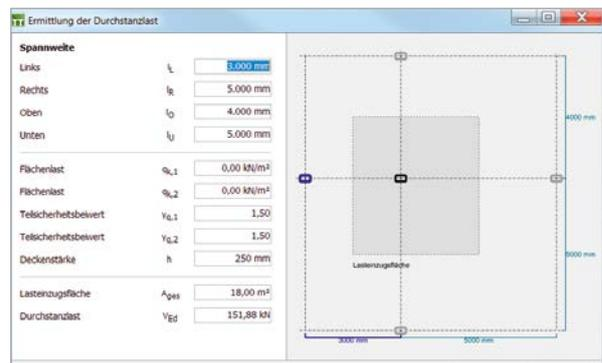 Ermittlung der Durchstanzlast
Spannweite
Links lL 3.000 mm
Rechts lR 5.000 mm
Oben lO 4.000 mm
Unten lU 5.000 mm
Flächenlast qk,1 0,00 kN/m²
Flächenlast qk,2 0,00 kN/m²
Teilsicherheitsbeiwert γq,1 1,50
Teilsicherheitsbeiwert γq,2 1,50
Deckenstärke h 250 mm
Lasteinzugsfläche Ages 18,00 m²
Durchstanzlast VEd 151,88 kN
4000 mm
5000 mm
Lasteinzugsfläche
3000 mm
5000 mm